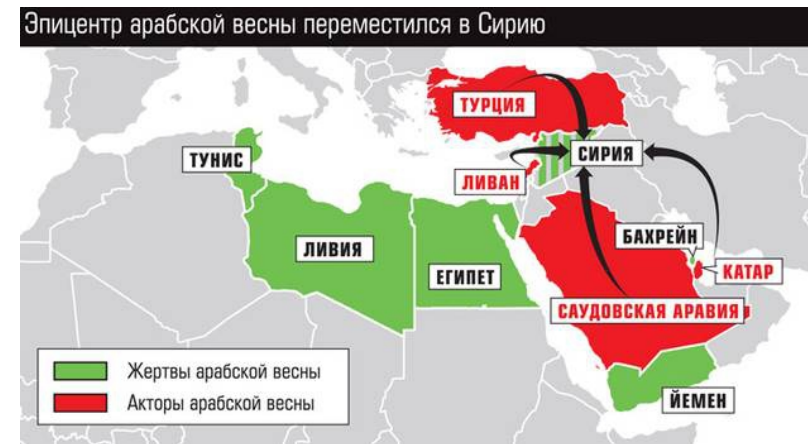 Эпицентр арабской весны переместился в Сирию
ТУРЦИЯ
ТУНИС
СИРИЯ
ЛИВАН
ЛИВИЯ
ЕГИПЕТ
БАХРЕЙН
КАТАР
САУДОВСКАЯ АРАВИЯ
ЙЕМЕН
Жертвы арабской весны
Акторы арабской весны